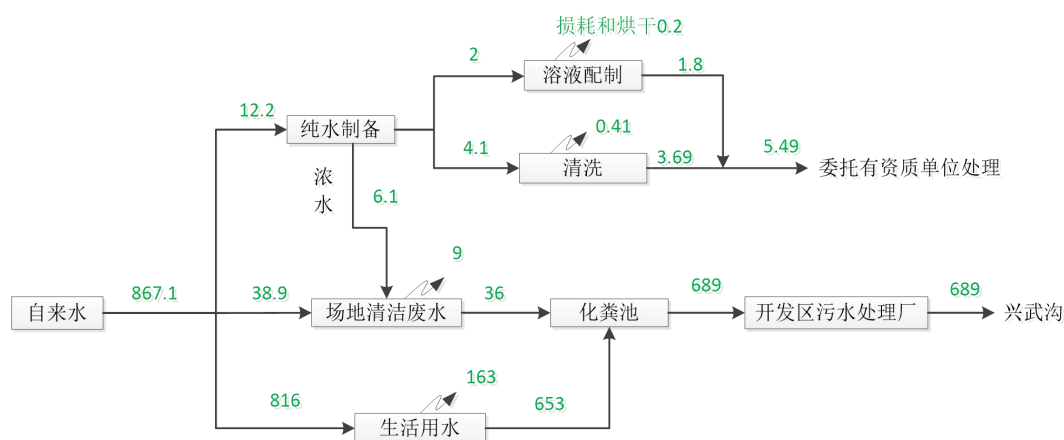 损耗和烘干0.2
2
溶液配制
1.8
12.2
纯水制备
0.41
4.1
清洗
3.69
5.49
委托有资质单位处理
浓水
6.1
9
自来水
867.1
38.9
场地清洁废水
36
化粪池
689
开发区污水处理厂
689
兴武沟
163
816
生活用水
653